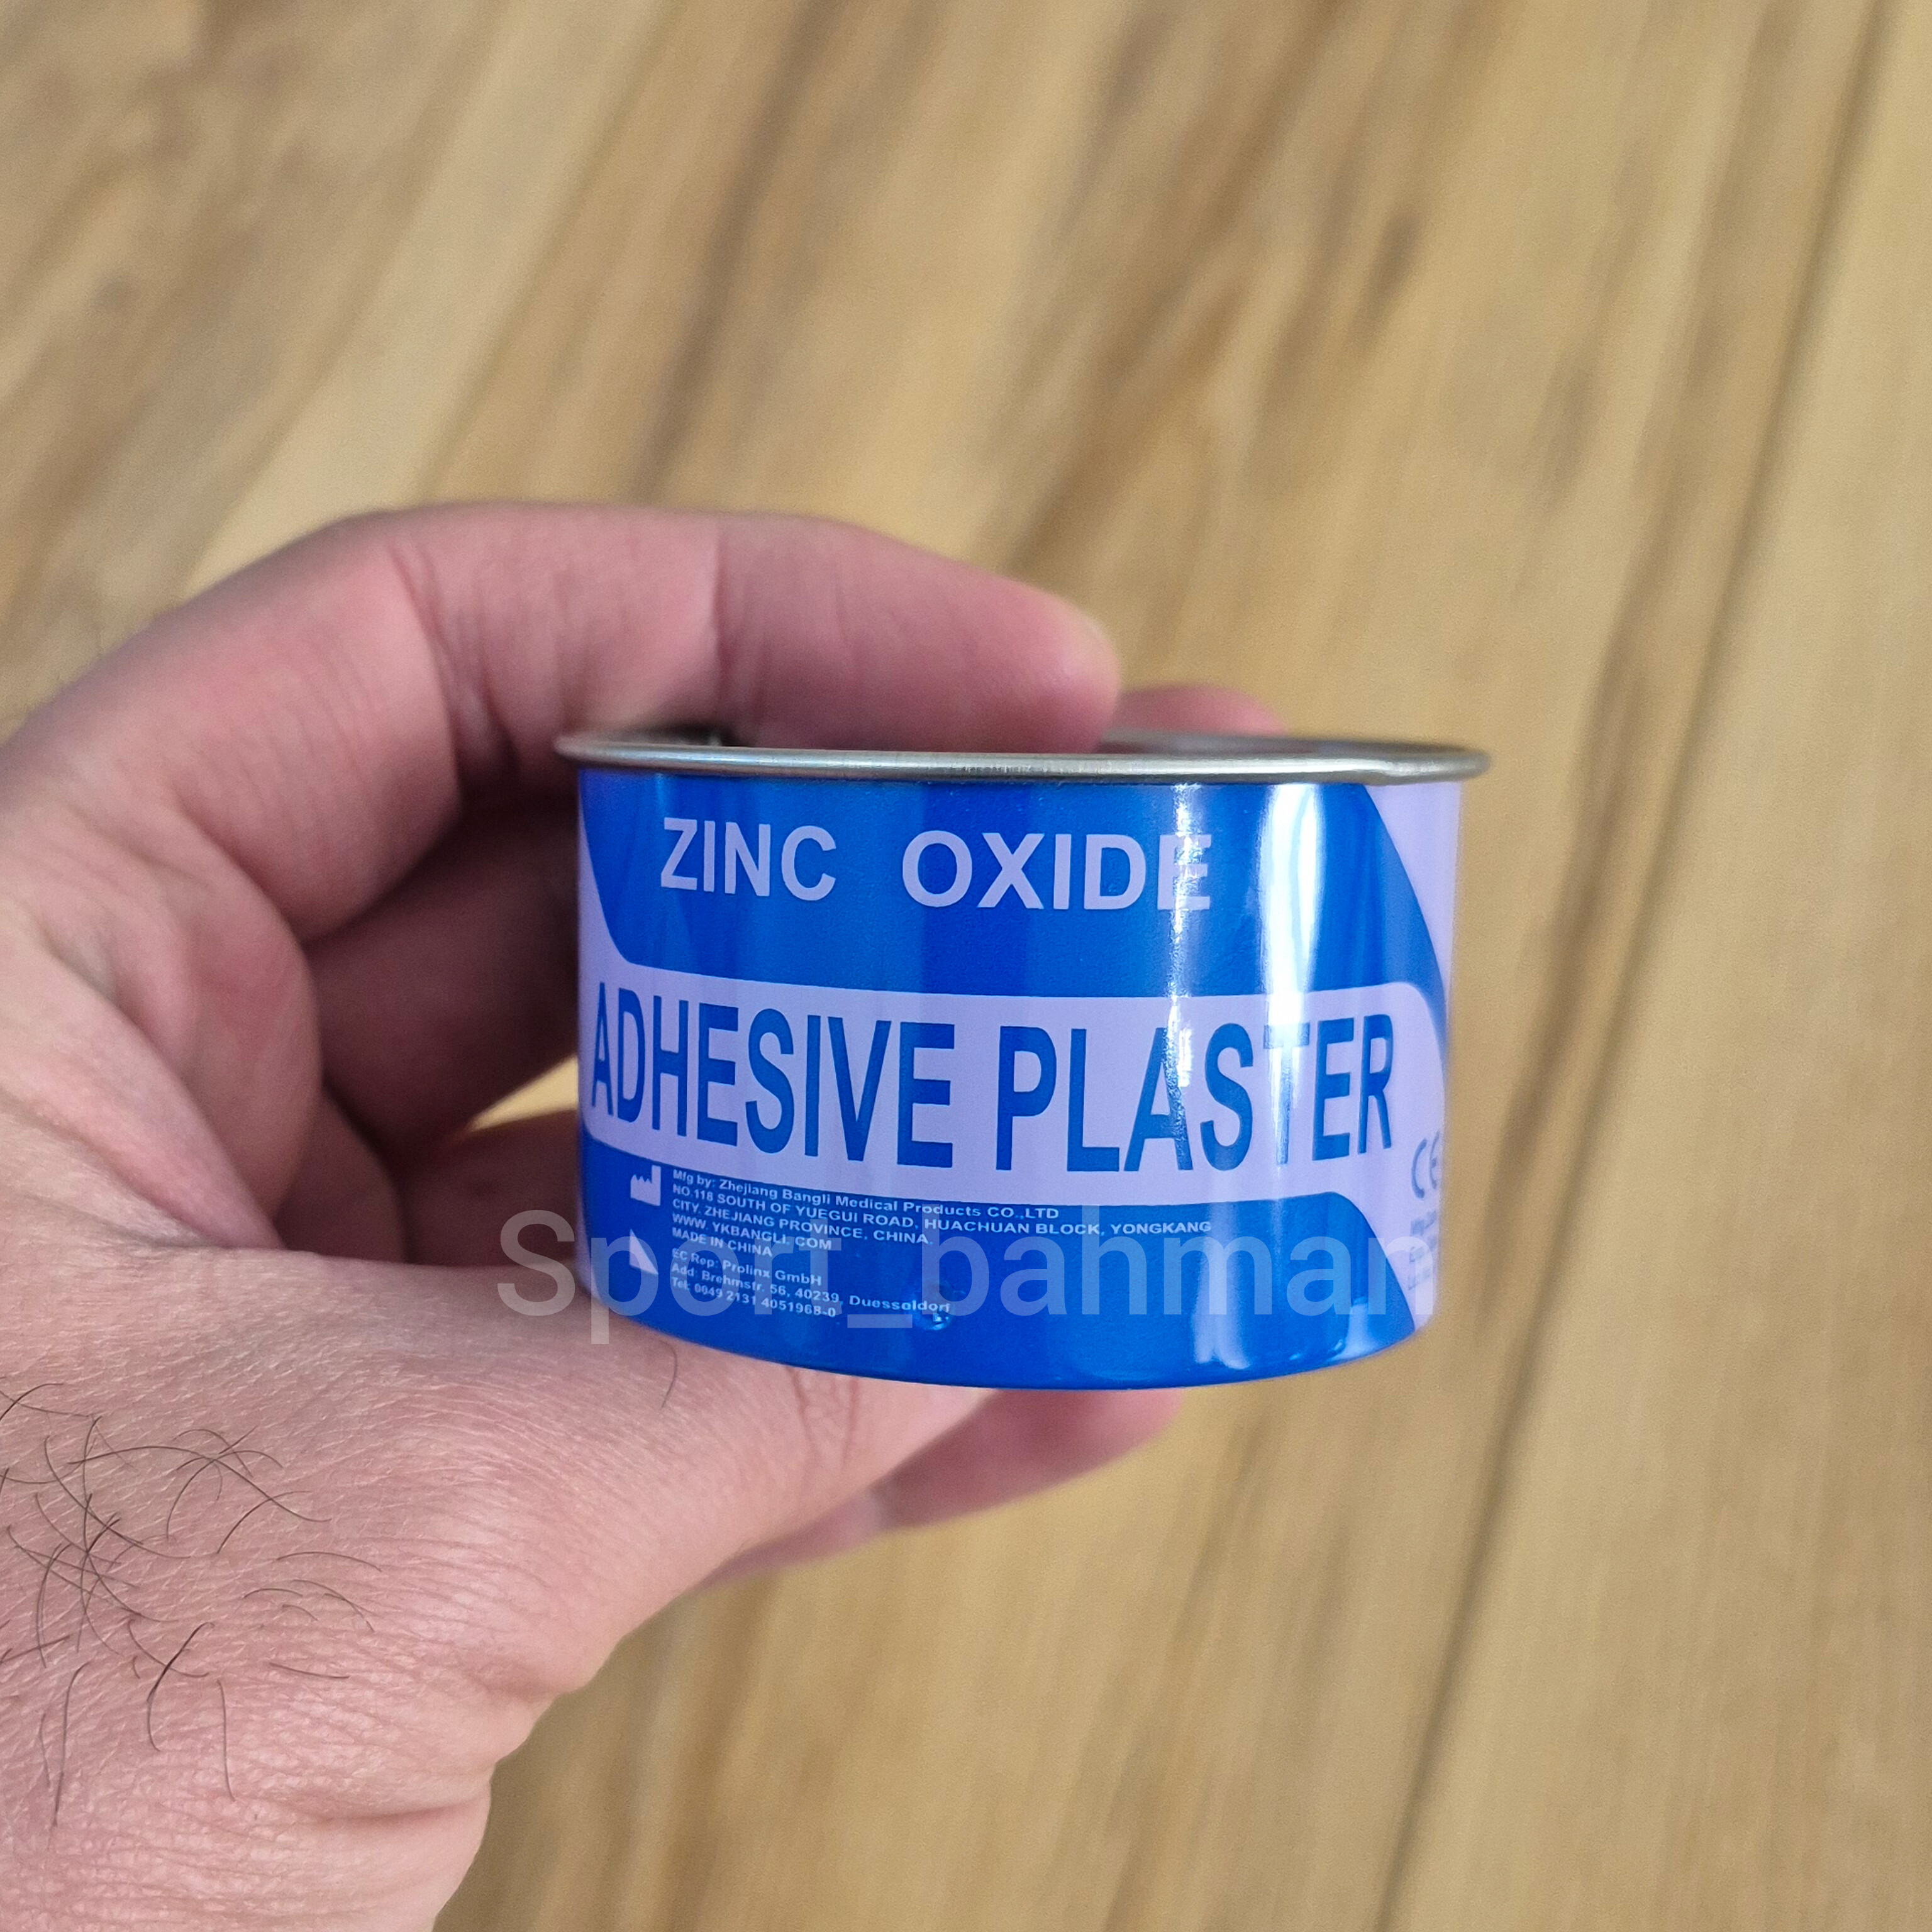 ZINC OXIDE
ADHESIVE PLASTER
CE
Mfg by: Zhejiang Bangli Medical Products CO.,LTD
NO.118 SOUTH OF YUEGUI ROAD, HUACHUAN BLOCK, YONGKANG
CITY, ZHEJIANG PROVINCE, CHINA.
WWW.YKBANGLI.COM
MADE IN CHINA
EC Rep: Prolinx GmbH
Add: Brehmstr. 56, 40239, Duesseldorf
Tel: 0049 2131 4051968-0
Sport_bahman